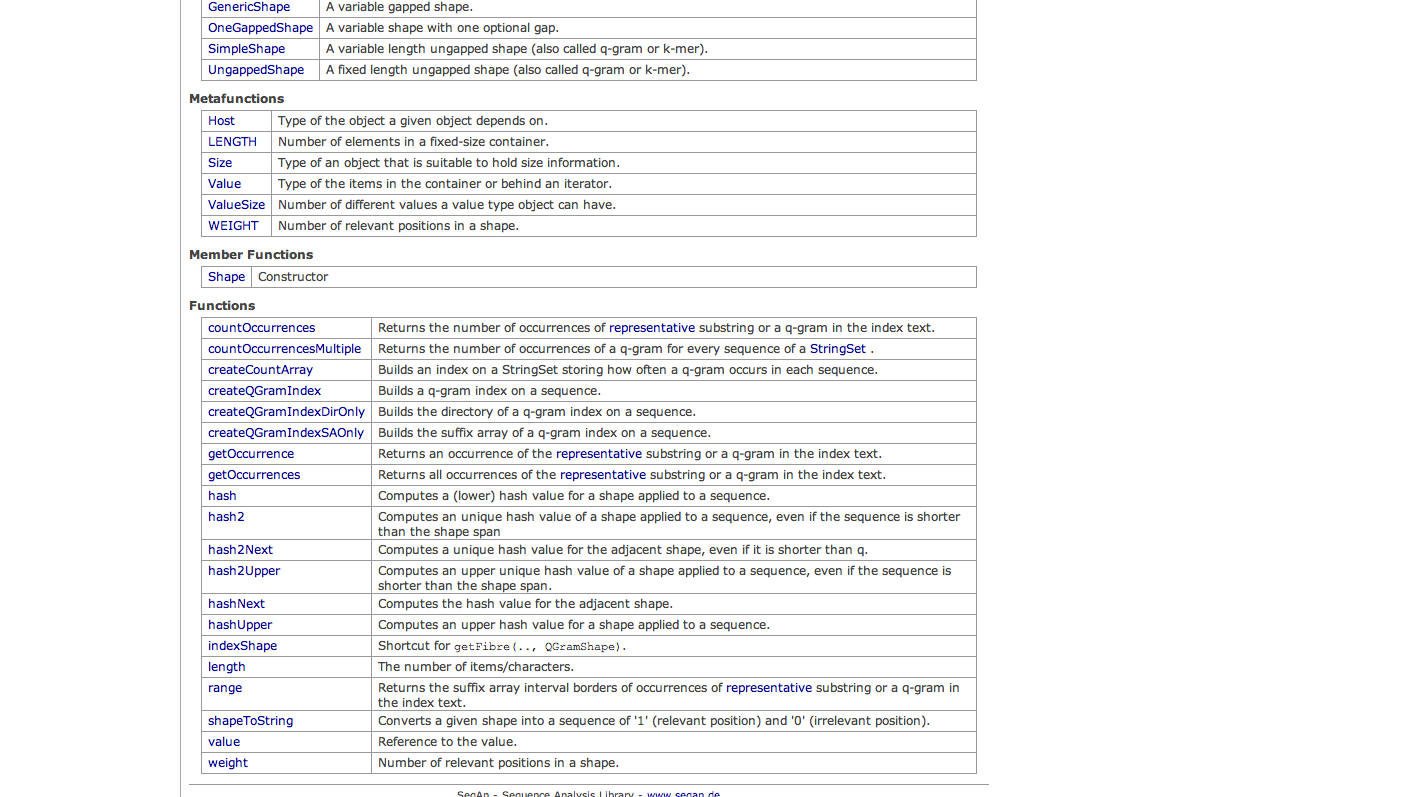 GenericShape A variable gapped shape.
OneGappedShape A variable shape with one optional gap.
SimpleShape A variable length ungapped shape (also called q-gram or k-mer).
UngappedShape A fixed length ungapped shape (also called q-gram or k-mer).
Metafunctions
Host Type of the object a given object depends on.
LENGTH Number of elements in a fixed-size container.
Size Type of an object that is suitable to hold size information.
Value Type of the items in the container or behind an iterator.
ValueSize Number of different values a value type object can have.
WEIGHT Number of relevant positions in a shape.
Member Functions
Shape Constructor
Functions
countOccurrences Returns the number of occurrences of representative substring or a q-gram in the index text.
countOccurrencesMultiple Returns the number of occurrences of a q-gram for every sequence of a StringSet .
createCountArray Builds an index on a StringSet storing how often a q-gram occurs in each sequence.
createQGramIndex Builds a q-gram index on a sequence.
createQGramIndexDirOnly Builds the directory of a q-gram index on a sequence.
createQGramIndexSAOnly Builds the suffix array of a q-gram index on a sequence.
getOccurrence Returns an occurrence of the representative substring or a q-gram in the index text.
getOccurrences Returns all occurrences of the representative substring or a q-gram in the index text.
hash Computes a (lower) hash value for a shape applied to a sequence.
hash2 Computes an unique hash value of a shape applied to a sequence, even if the sequence is shorter
than the shape span
hash2Next Computes a unique hash value for the adjacent shape, even if it is shorter than q.
hash2Upper Computes an upper unique hash value of a shape applied to a sequence, even if the sequence is
shorter than the shape span.
hashNext Computes the hash value for the adjacent shape.
hashUpper Computes an upper hash value for a shape applied to a sequence.
indexShape Shortcut for getFibre(.., QGramShape).
length The number of items/characters.
range Returns the suffix array interval borders of occurrences of representative substring or a q-gram in
the index text.
shapeToString Converts a given shape into a sequence of '1' (relevant position) and '0' (irrelevant position).
value Reference to the value.
weight Number of relevant positions in a shape.
SeqAn - Sequence Analysis Library - www.seqan.de